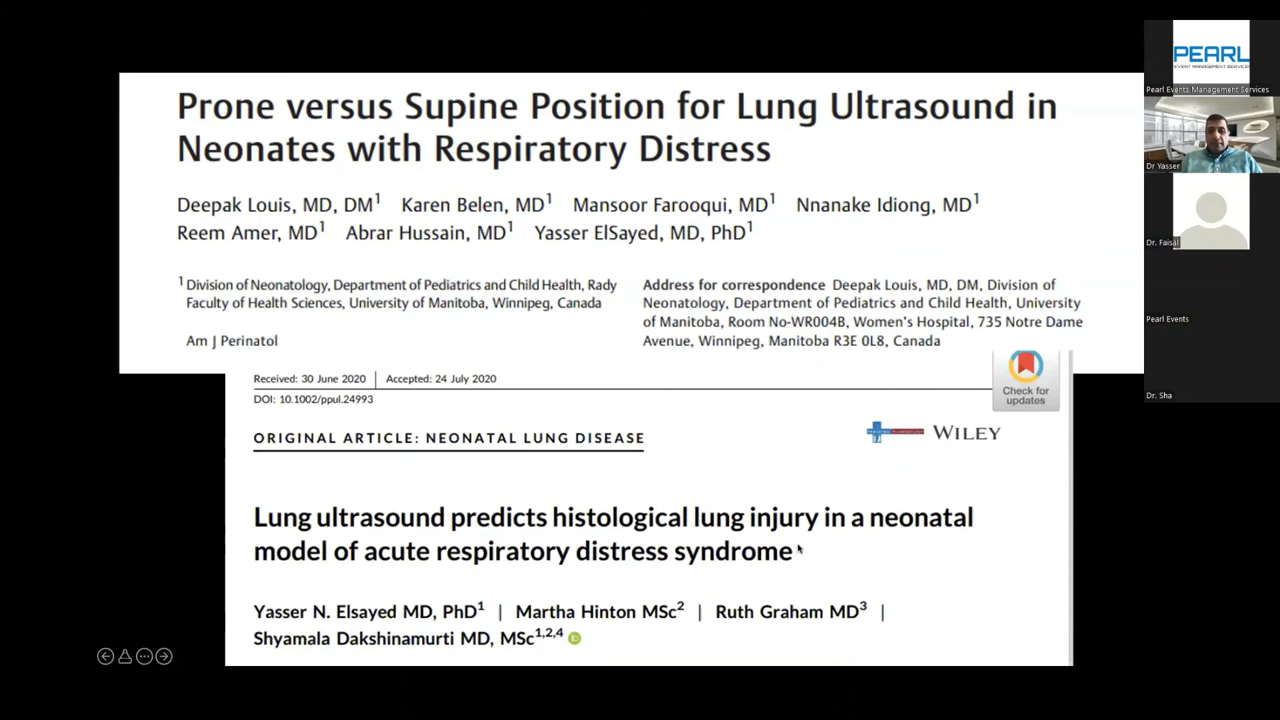 Prone versus Supine Position for Lung Ultrasound in
Neonates with Respiratory Distress
Deepak Louis, MD, DM1 Karen Belen, MD1 Mansoor Farooqui, MD1 Nnanake Idiong, MD1
Reem Amer, MD1 Abrar Hussain, MD1 Yasser ElSayed, MD, PhD1
1 Division of Neonatology, Department of Pediatrics and Child Health, Rady
Faculty of Health Sciences, University of Manitoba, Winnipeg, Canada
Am J Perinatol
Address for correspondence Deepak Louis, MD, DM, Division of
Neonatology, Department of Pediatrics and Child Health, University
of Manitoba, Room No-WR004B, Women's Hospital, 735 Notre Dame
Avenue, Winnipeg, Manitoba R3E 0L8, Canada
Received: 30 June 2020 | Accepted: 24 July 2020
DOI: 10.1002/ppul.24993
Check for
updates
ORIGINAL ARTICLE: NEONATAL LUNG DISEASE
WILEY
Lung ultrasound predicts histological lung injury in a neonatal
model of acute respiratory distress syndrome
Yasser N. Elsayed MD, PhD1 | Martha Hinton MSc2 | Ruth Graham MD3 |
Shyamala Dakshinamurti MD, MSc1,2,4
PEARL
EVENT MANAGEMENT SERVICES
Pearl Events Management Services
Dr Yasser
Dr. Faisal
Pearl Events
Dr. Sha